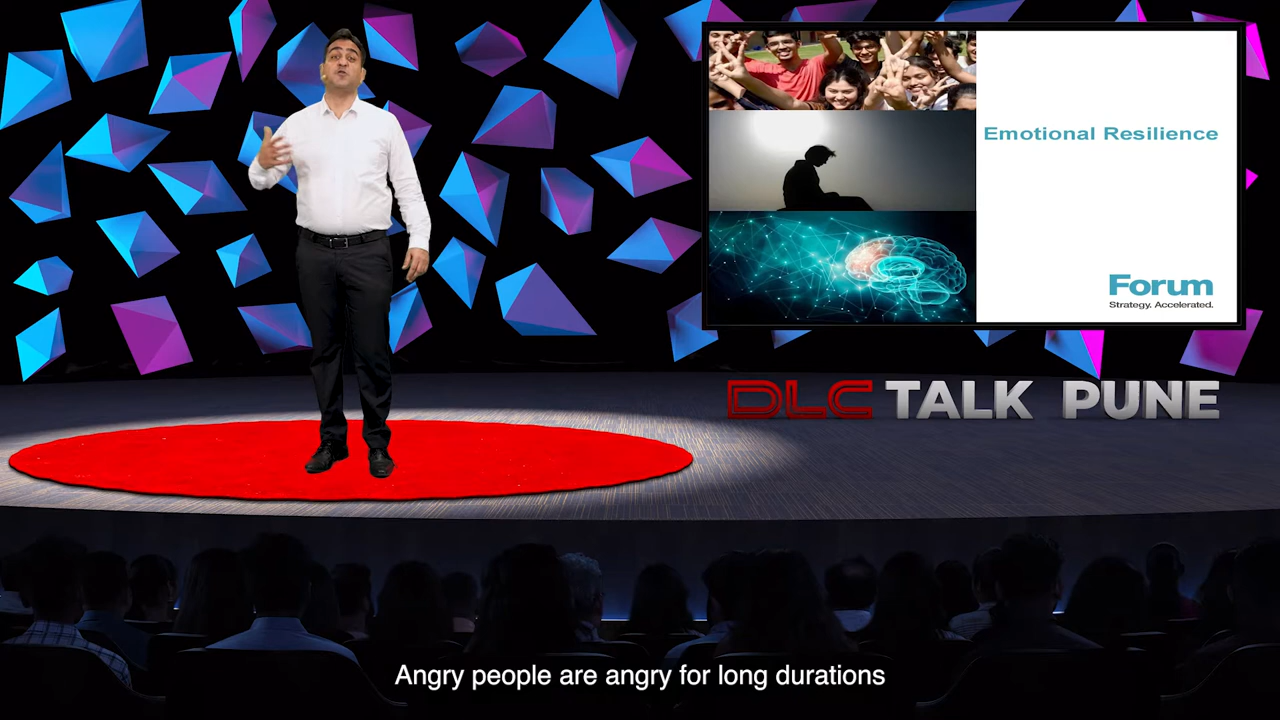 Emotional Resilience
Forum
Strategy. Accelerated.
DLC TALK PUNE
Angry people are angry for long durations